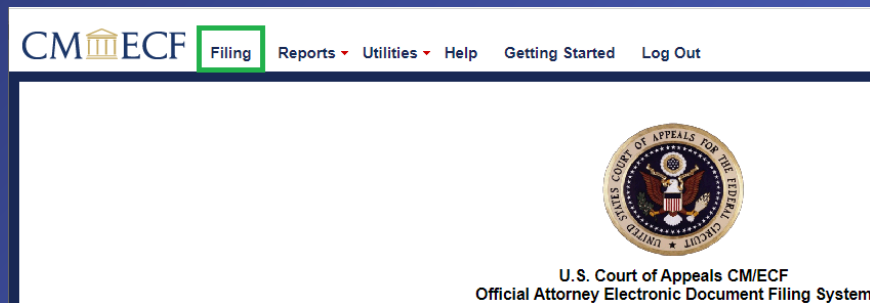 CM ECF Filing Reports Utilities Help Getting Started Log Out
UNITED STATES COURT OF APPEALS FOR THE FEDERAL CIRCUIT
U.S. Court of Appeals CM/ECF
Official Attorney Electronic Document Filing System